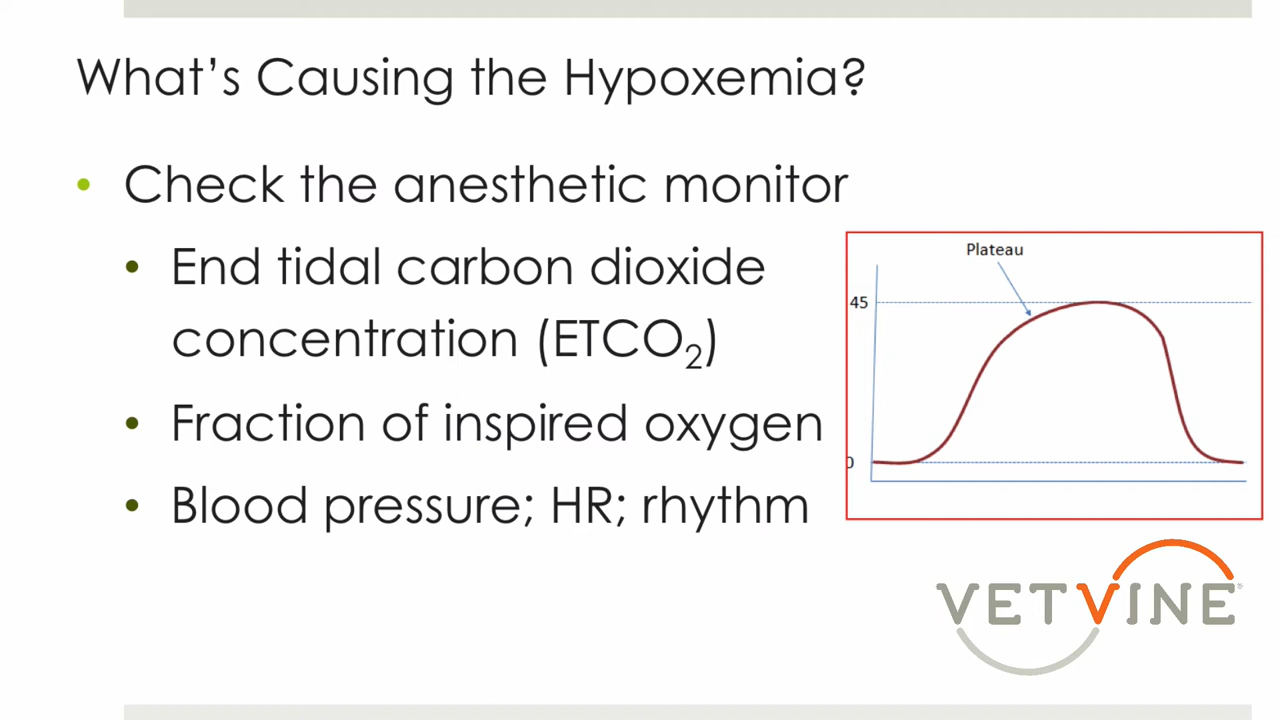 What's Causing the Hypoxemia?
• Check the anesthetic monitor
• End tidal carbon dioxide
concentration (ETCO₂)
• Fraction of inspired oxygen
• Blood pressure; HR; rhythm
Plateau
45
0
VETVINE